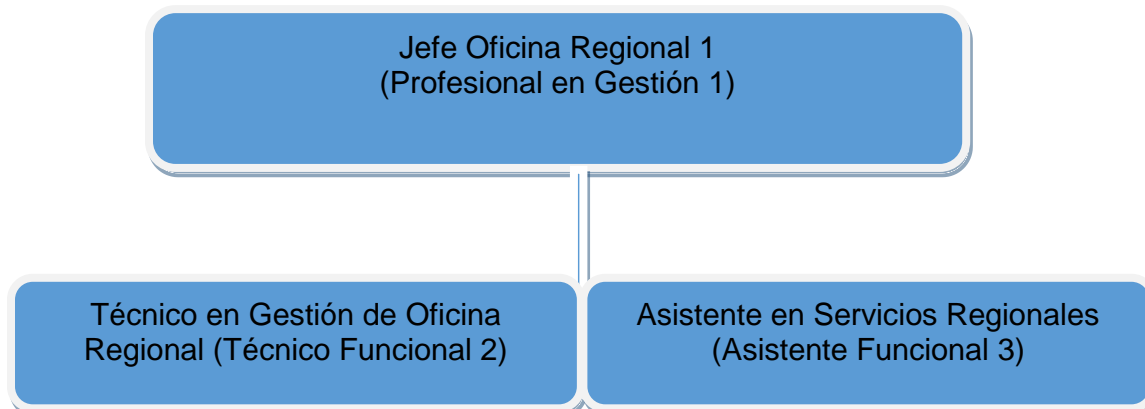 Jefe Oficina Regional 1
(Profesional en Gestión 1)
Técnico en Gestión de Oficina
Regional (Técnico Funcional 2)
Asistente en Servicios Regionales
(Asistente Funcional 3)